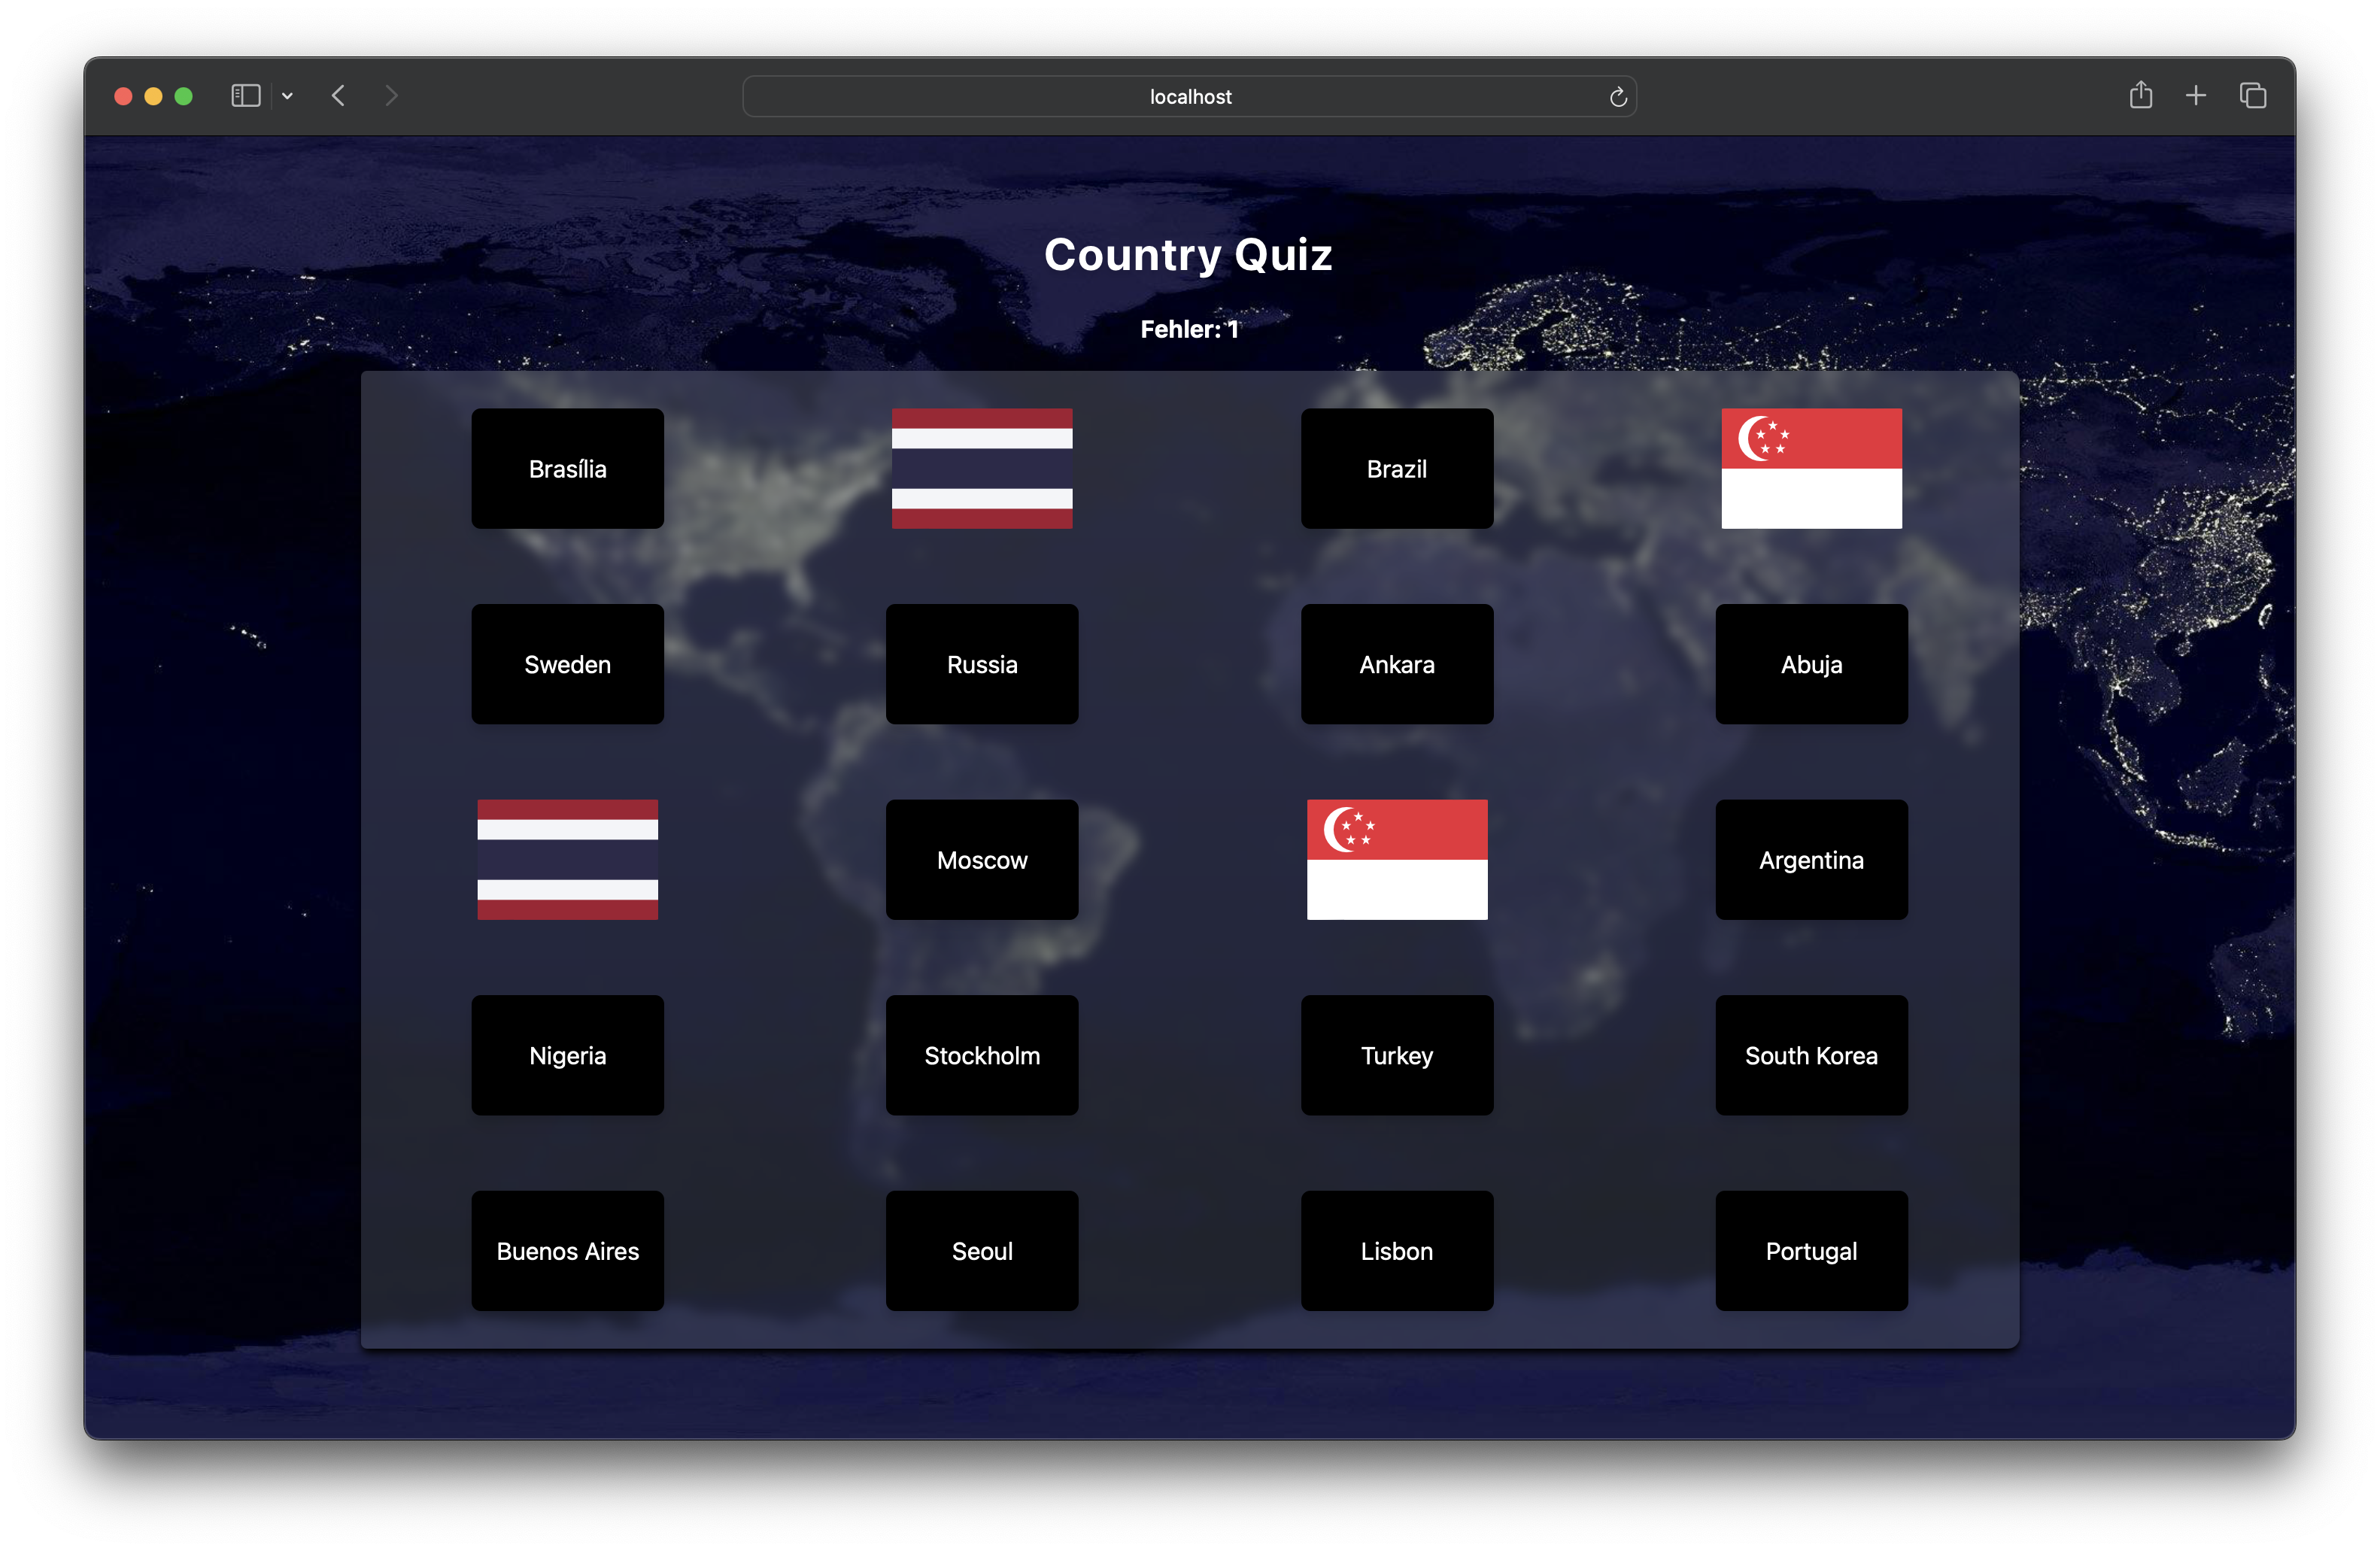 localhost
Country Quiz
Fehler: 1
Brasília
Brazil
Sweden
Russia
Ankara
Abuja
Moscow
Argentina
Nigeria
Stockholm
Turkey
South Korea
Buenos Aires
Seoul
Lisbon
Portugal